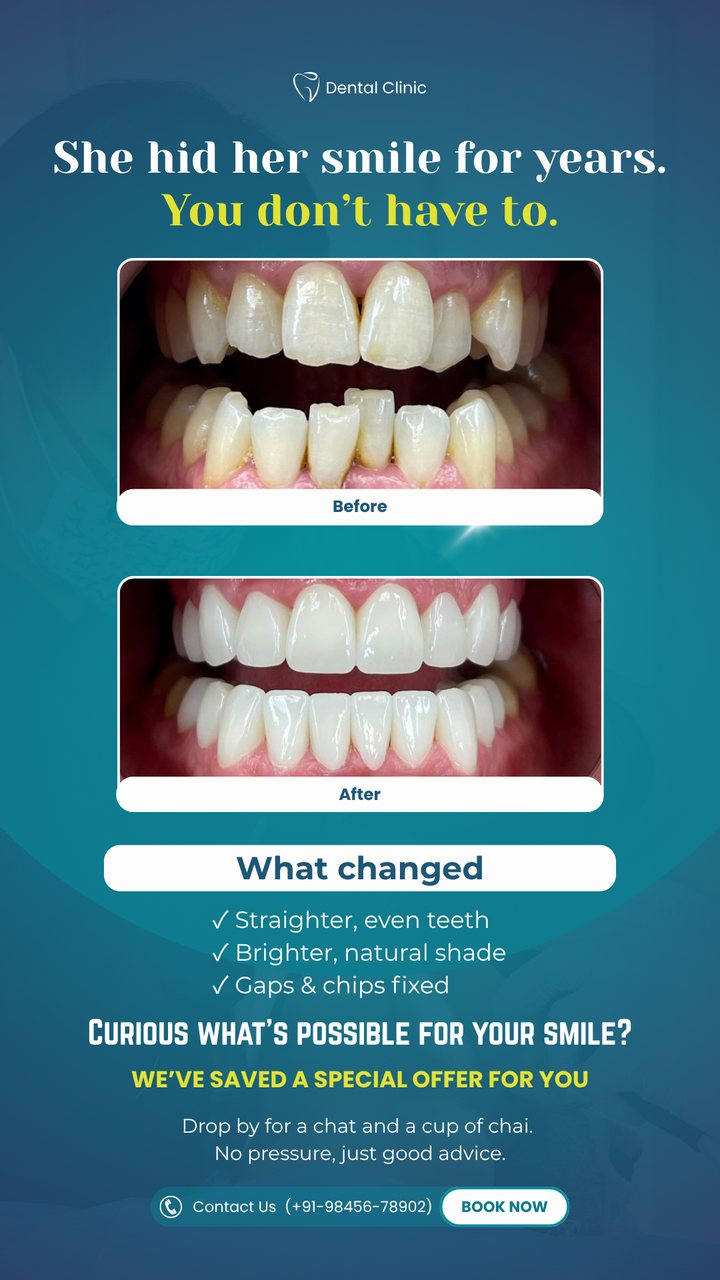 Dental Clinic
She hid her smile for years.
You don’t have to.
Before
After
What changed
✓ Straighter, even teeth
✓ Brighter, natural shade
✓ Gaps & chips fixed
Curious what’s possible for your smile?
WE’VE SAVED A SPECIAL OFFER FOR YOU
Drop by for a chat and a cup of chai.
No pressure, just good advice.
Contact Us (+91-98456-78902) BOOK NOW